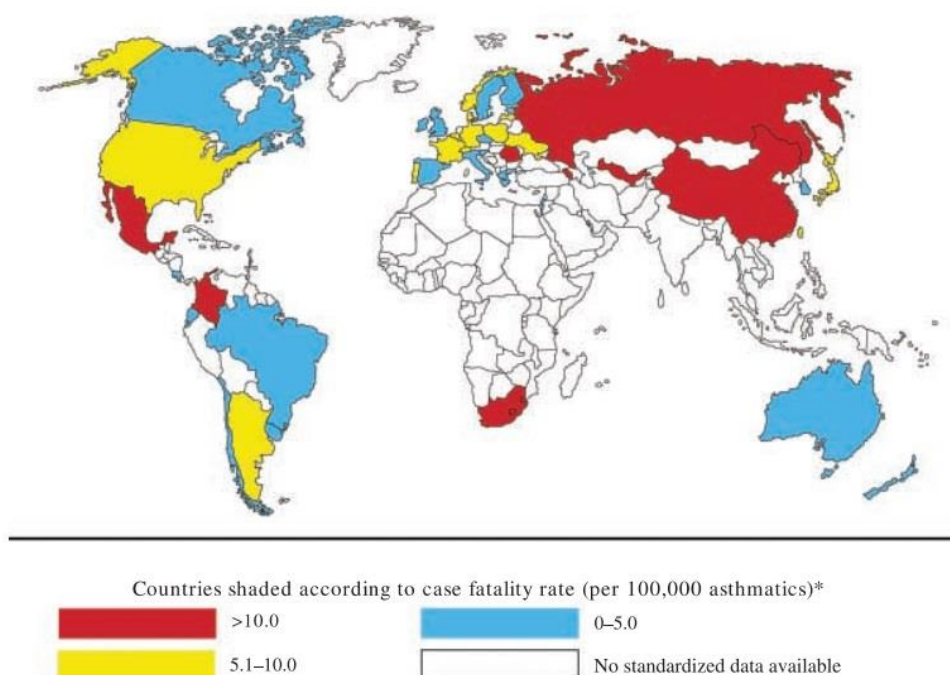 Countries shaded according to case fatality rate (per 100,000 asthmatics)*
>10.0
0–5.0
5.1–10.0
No standardized data available